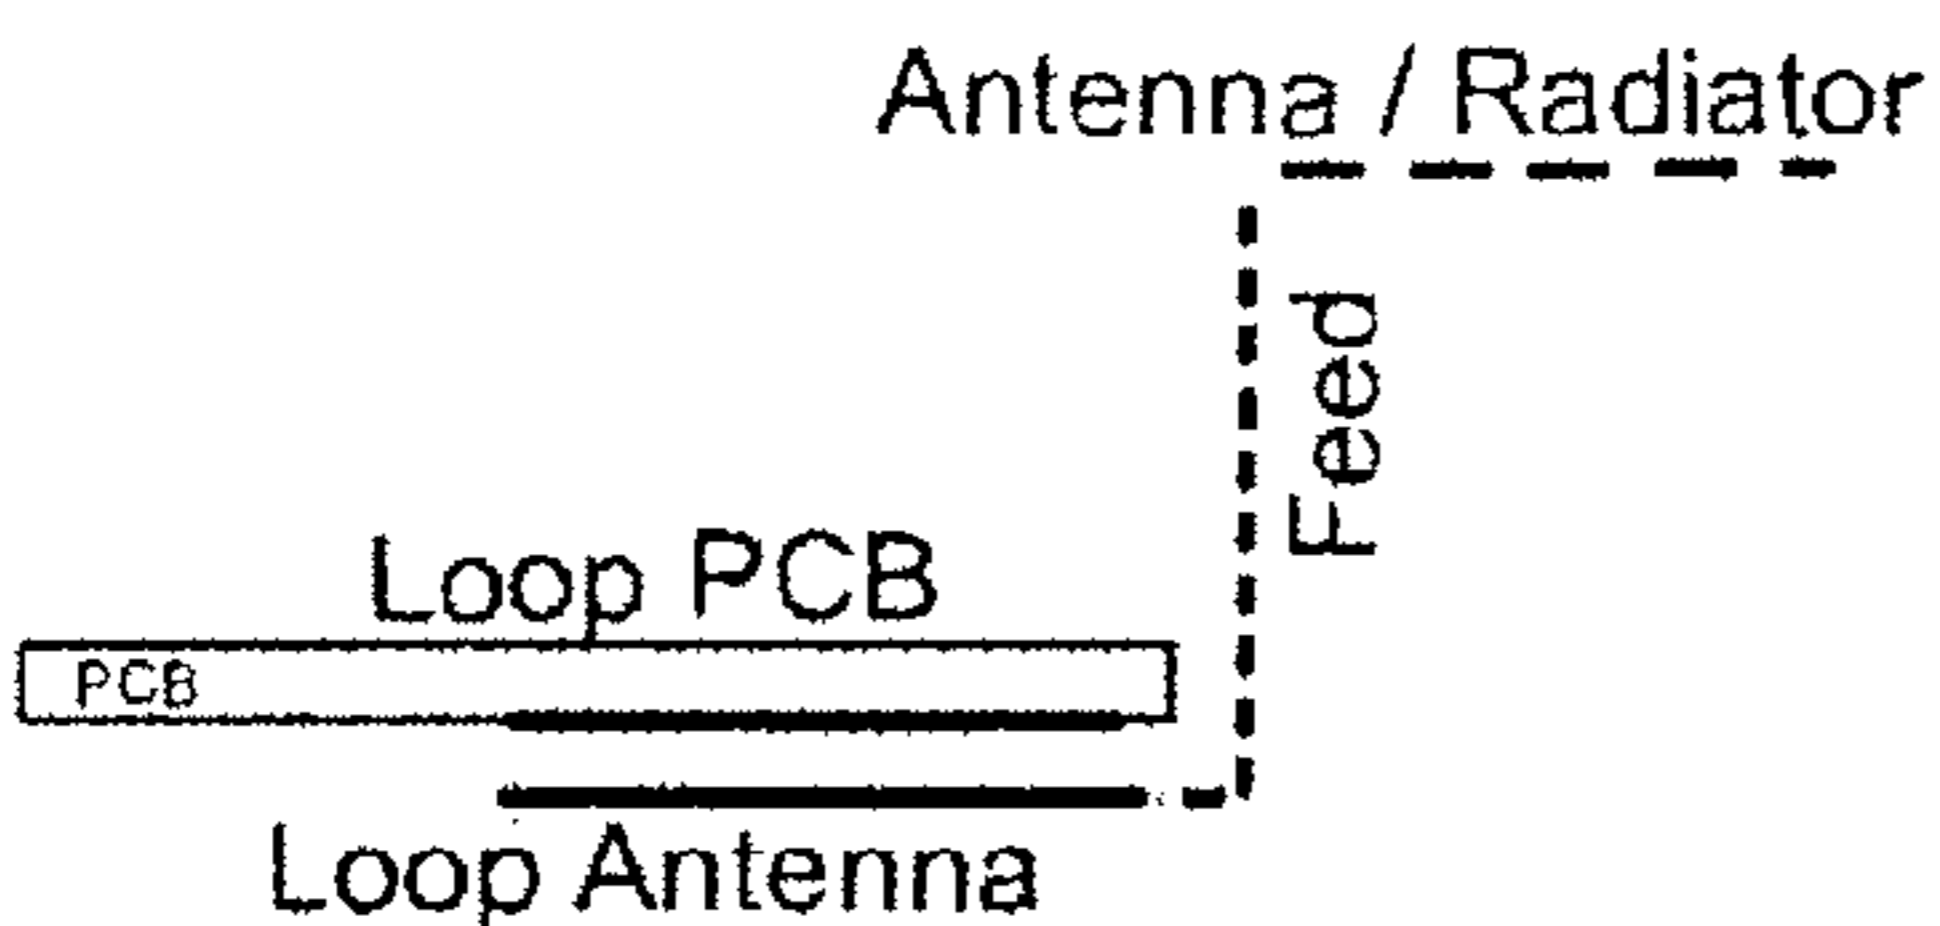 Antenna / Radiator
Feed
Loop PCB
PCB
Loop Antenna